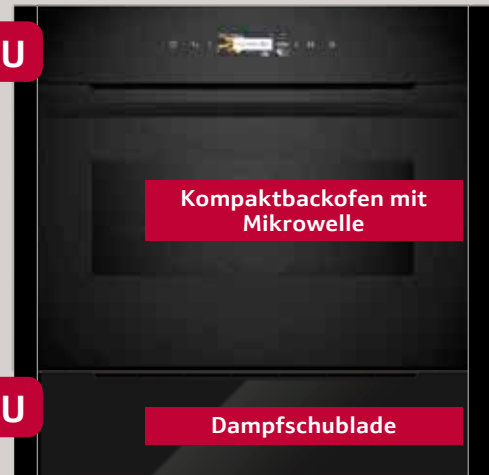 U
Kompaktbackofen mit
Mikrowelle
U
Dampfschublade